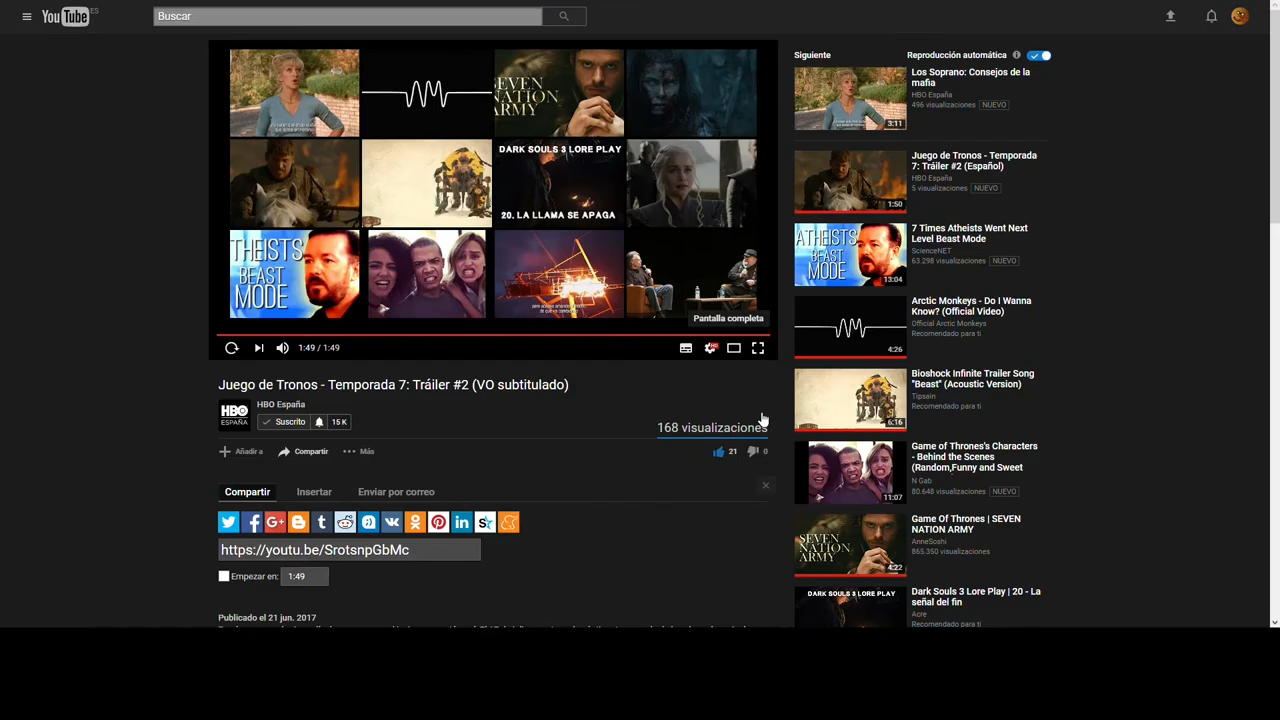 YouTube ES
Buscar
SEVEN
NATION
ARMY
DARK SOULS 3 LORE PLAY
20. LA LLAMA SE APAGA
THEISTS
BEAST
MODE
Pantalla completa
1:49 / 1:49
HD
Juego de Tronos - Temporada 7: Tráiler #2 (VO subtitulado)
HBO
ESPAÑA
HBO España
Suscrito 15 K
168 visualizaciones
Añadir a Compartir Más
21 0
Compartir Insertar Enviar por correo
https://youtu.be/SrotsnpGbMc
Empezar en: 1:49
Publicado el 21 jun. 2017
Siguiente Reproducción automática
Los Soprano: Consejos de la
mafia
HBO España
496 visualizaciones NUEVO
3:11
Juego de Tronos - Temporada
7: Tráiler #2 (Español)
HBO España
5 visualizaciones NUEVO
1:50
7 Times Atheists Went Next
Level Beast Mode
ScienceNET
63.298 visualizaciones NUEVO
ATHEISTS
BEAST
MODE
13:04
Arctic Monkeys - Do I Wanna
Know? (Official Video)
Official Arctic Monkeys
Recomendado para ti
4:26
Bioshock Infinite Trailer Song
"Beast" (Acoustic Version)
Tipsain
Recomendado para ti
6:16
Game of Thrones's Characters
- Behind the Scenes
(Random,Funny and Sweet
N Gab
80.648 visualizaciones NUEVO
11:07
Game Of Thrones | SEVEN
NATION ARMY
AnneSoshi
865.350 visualizaciones
SEVEN
NATION
ARMY
4:22
Dark Souls 3 Lore Play | 20 - La
señal del fin
Acre
Recomendado para ti
DARK SOULS 3 LORE PLAY